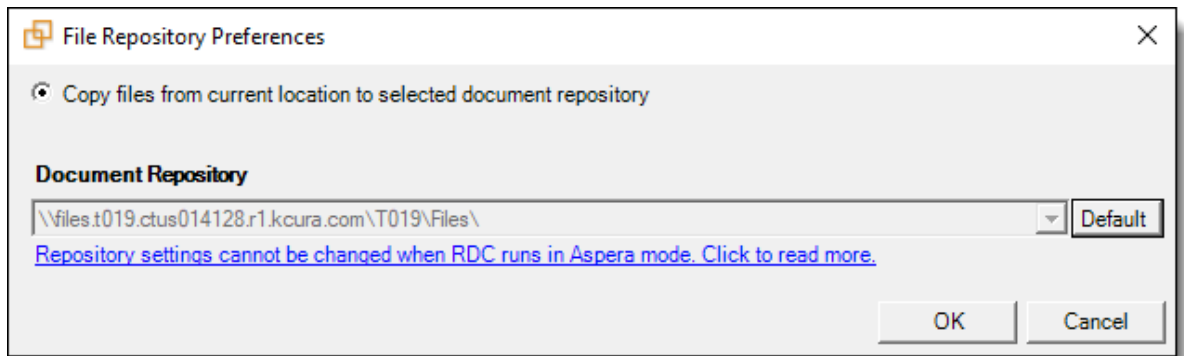 File Repository Preferences
Copy files from current location to selected document repository
Document Repository
\\files.t019.ctus014128.r1.kcura.com\T019\Files\
Default
Repository settings cannot be changed when RDC runs in Aspera mode. Click to read more.
OK
Cancel